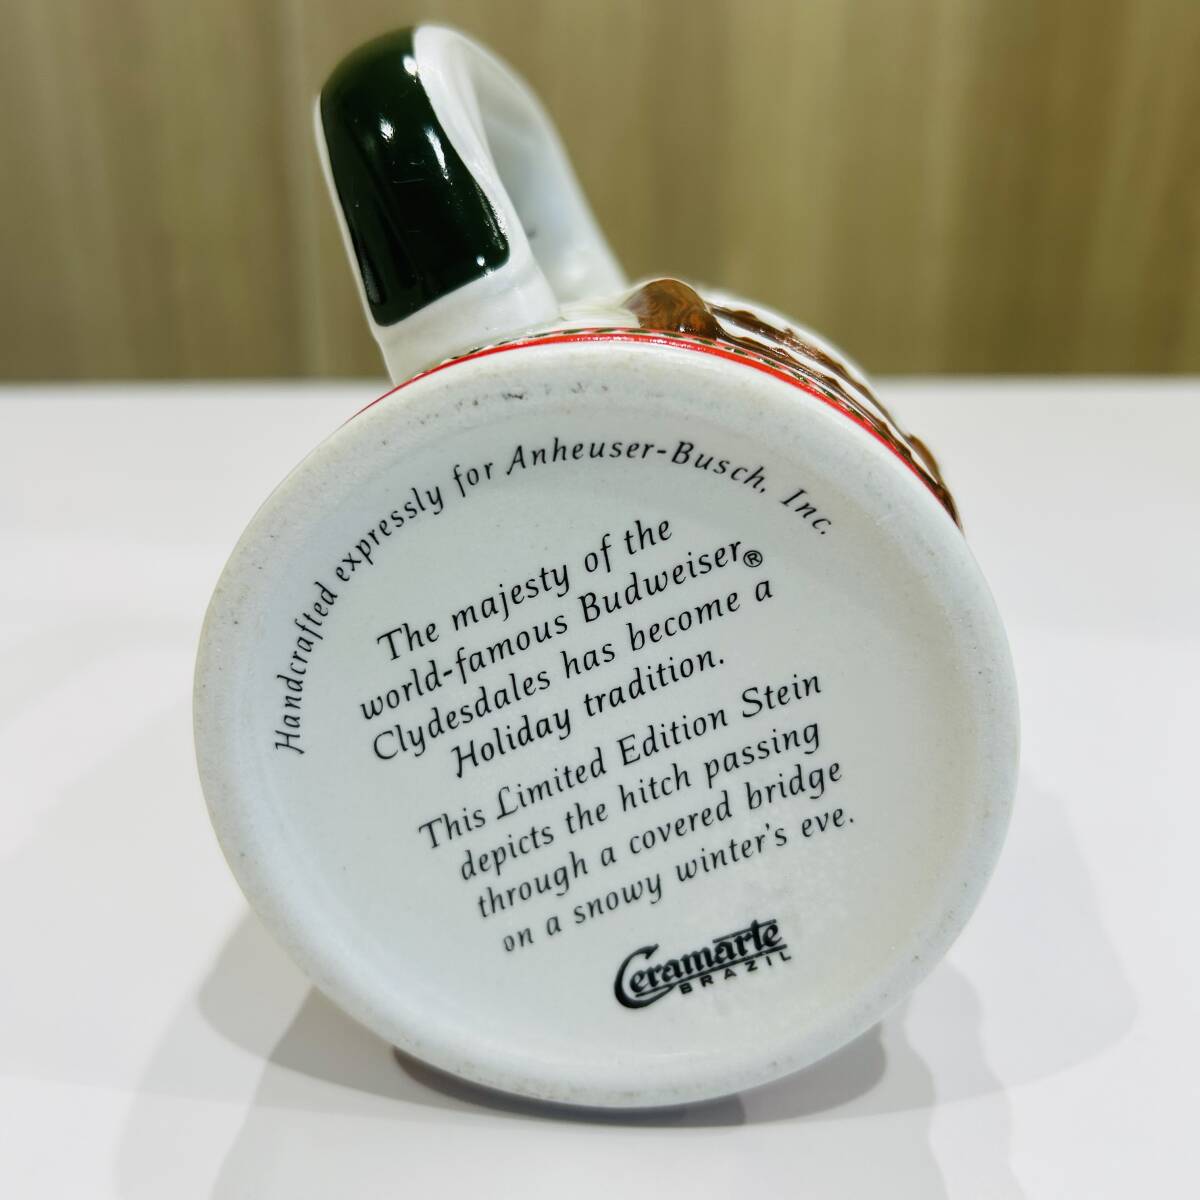 Handcrafted expressly for Anheuser-Busch, Inc.
The majesty of the
world-famous Budweiser®
Clydesdales has become a
Holiday tradition.
This Limited Edition Stein
depicts the hitch passing
through a covered bridge
on a snowy winter's eve.
Ceramarte
BRAZIL